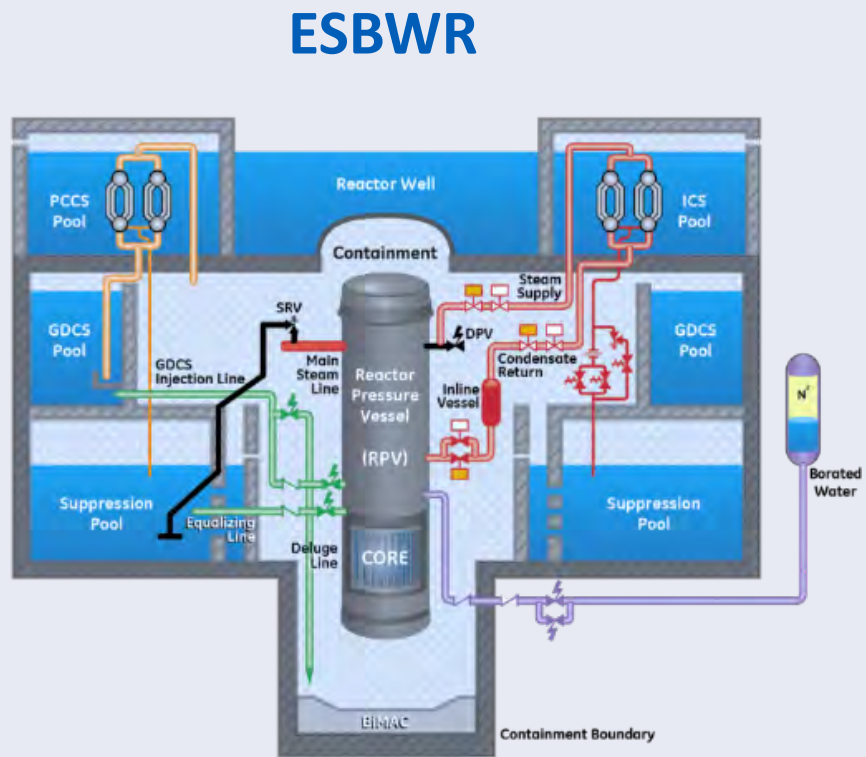 ESBWR
Reactor Well
PCCS
Pool
ICS
Pool
Containment
Steam
Supply
SRV
DPV
GDCS
Pool
GDCS
Injection Line
Main
Steam
Line
Reactor
Pressure
Vessel
(RPV)
Condensate
Return
Inline
Vessel
GDCS
Pool
N²
Borated
Water
Suppression
Pool
Equalizing
Line
Deluge
Line
CORE
Suppression
Pool
BiMAC
Containment Boundary